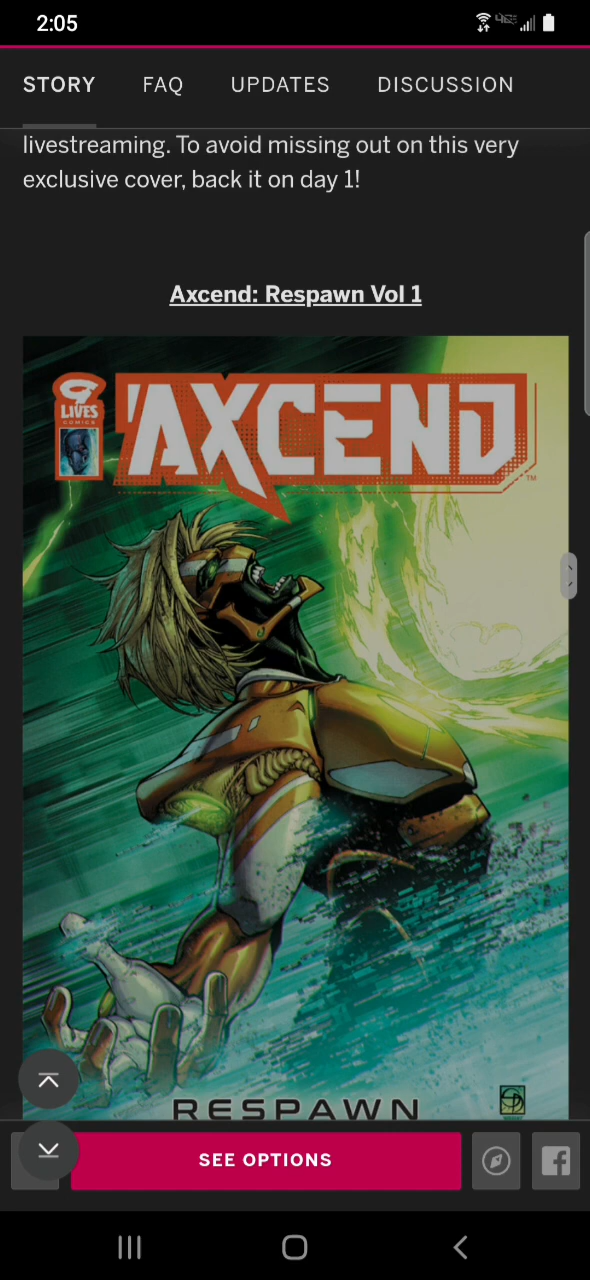 2:05
STORY FAQ UPDATES DISCUSSION
livestreaming. To avoid missing out on this very
exclusive cover, back it on day 1!
Axcend: Respawn Vol 1
LIVES
COMICS
'AXCEND
TM
RESPAWN
SEE OPTIONS